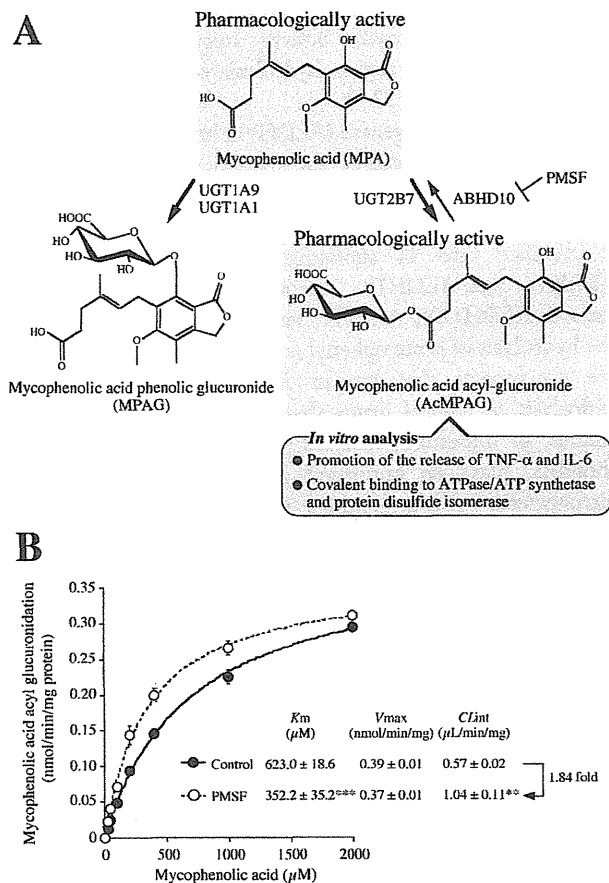 A
Pharmacologically active
OH
O
O
HO
O
O
Mycophenolic acid (MPA)
UGT1A9
UGT1A1
UGT2B7
ABHD10
PMSF
HOOC
HO
HO
HO
O
O
O
O
HO
O
O
Mycophenolic acid phenolic glucuronide
(MPAG)
Pharmacologically active
HOOC
HO
HO
HO
O
O
O
OH
O
O
O
Mycophenolic acid acyl-glucuronide
(AcMPAG)
In vitro analysis
Promotion of the release of TNF-α and IL-6
Covalent binding to ATPase/ATP synthetase
and protein disulfide isomerase
B
Mycophenolic acid acyl glucuronidation
(nmol/min/mg protein)
0.35
0.30
0.25
0.20
0.15
0.10
0.05
0
0 500 1000 1500 2000
Mycophenolic acid (μM)
Km Vmax CLint
(μM) (nmol/min/mg) (μL/min/mg)
Control 623.0 ± 18.6 0.39 ± 0.01 0.57 ± 0.02
PMSF 352.2 ± 35.2*** 0.37 ± 0.01 1.04 ± 0.11**
1.84 fold